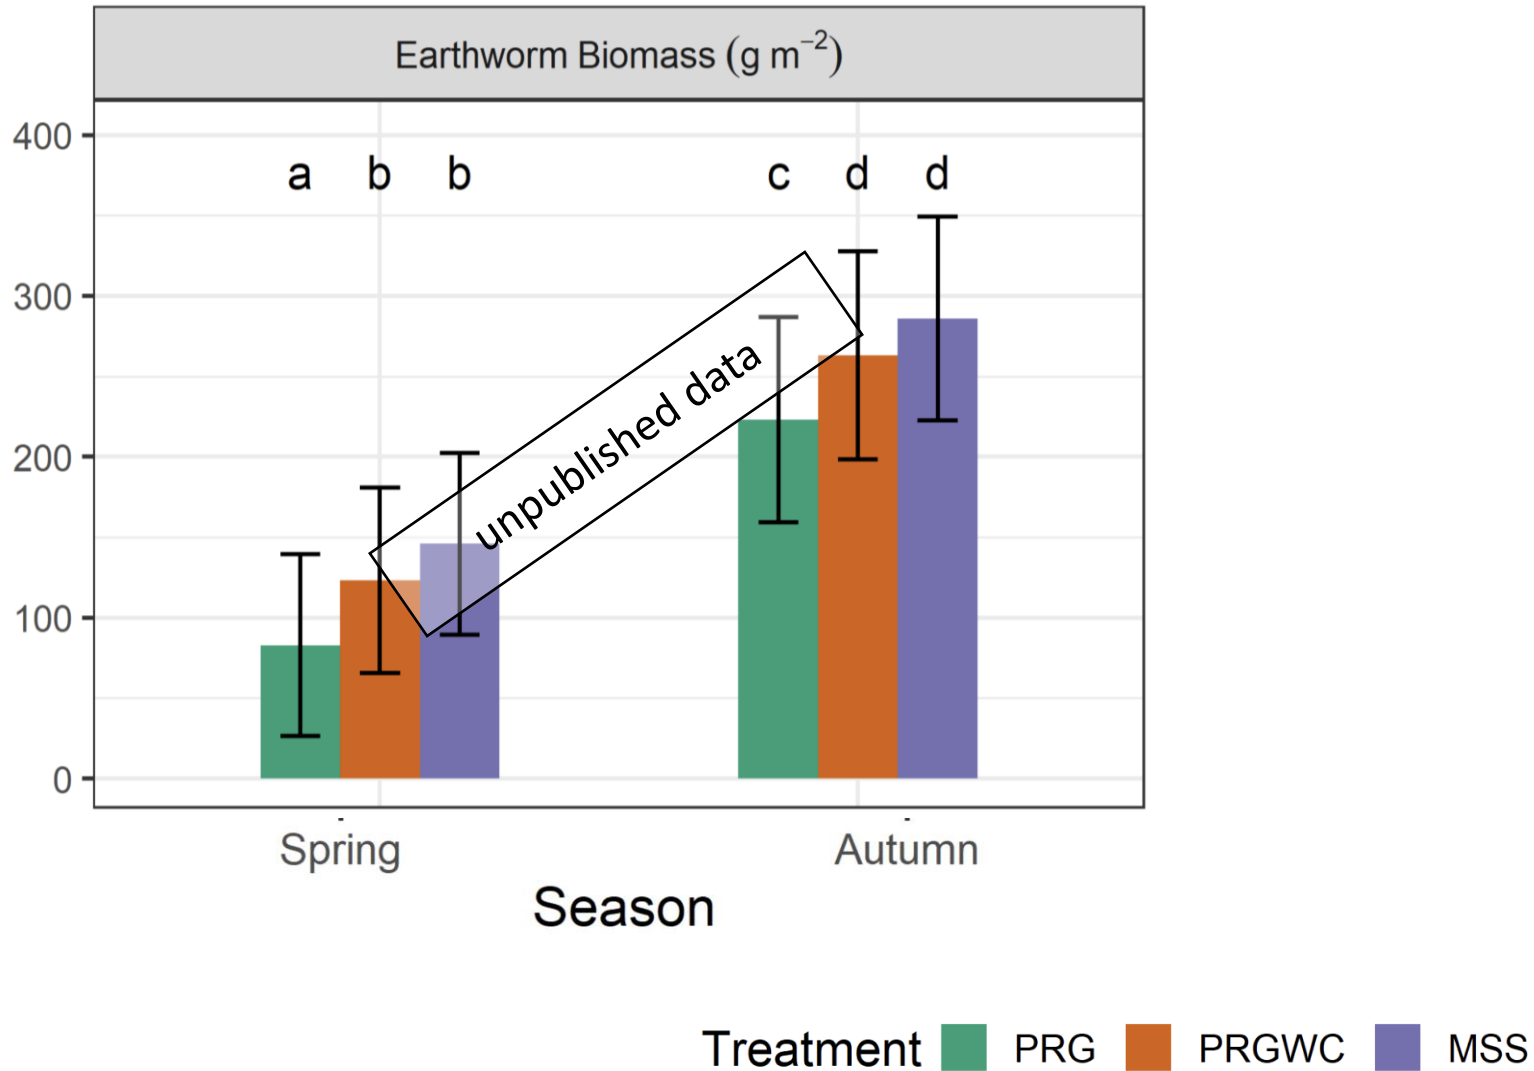 Earthworm Biomass (g m⁻²)
400
a b b c d d
300
unpublished data
200
100
0
Spring Autumn
Season
Treatment PRG PRGWC MSS